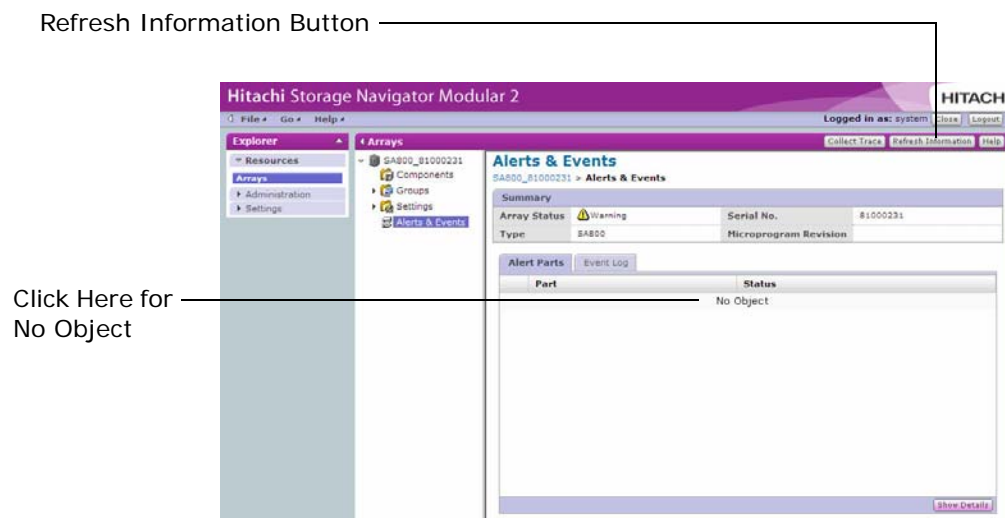 Refresh Information Button
Hitachi Storage Navigator Modular 2
HITACH
File Go Help
Logged in as: system Close Logout
Explorer
Arrays
Collect Trace Refresh Information Help
Resources
Arrays
Administration
Settings
SA800_81000231
Components
Groups
Settings
Alerts & Events
Alerts & Events
SA800_81000231 > Alerts & Events
Summary
Array Status Warning Serial No. 81000231
Type SA800 Microprogram Revision
Alert Parts Event Log
Part Status
No Object
Click Here for
No Object
Show Details